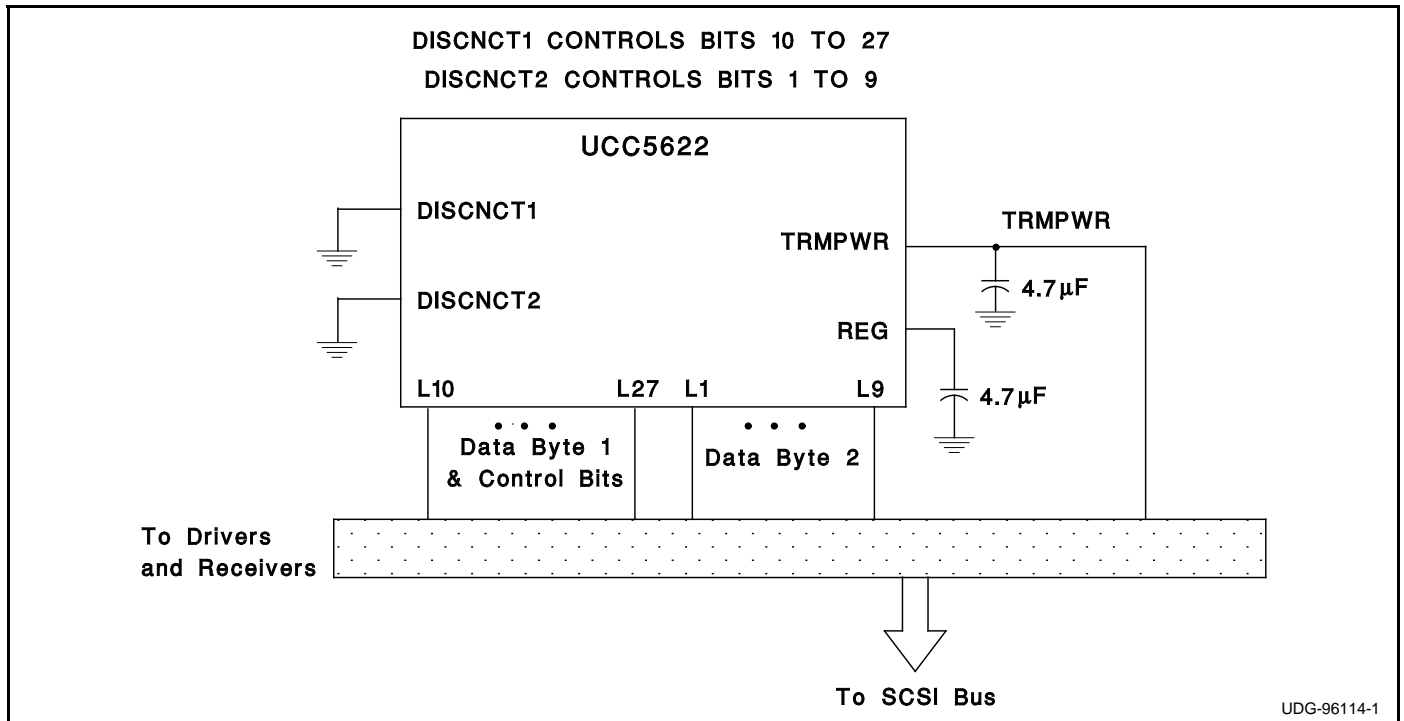 DISCNCT1 CONTROLS BITS 10 TO 27
DISCNCT2 CONTROLS BITS 1 TO 9
UCC5622
DISCNCT1
TRMPWR
TRMPWR
4.7μF
DISCNCT2
REG
4.7μF
L10
L27
L1
L9
Data Byte 1
& Control Bits
Data Byte 2
To Drivers
and Receivers
To SCSI Bus
UDG-96114-1